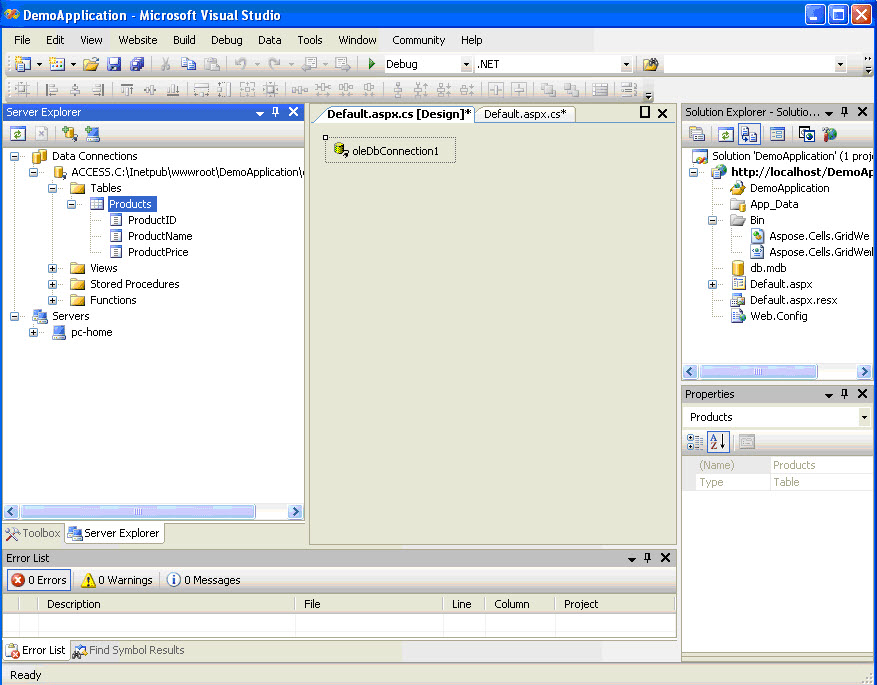 DemoApplication - Microsoft Visual Studio
File Edit View Website Build Debug Data Tools Window Community Help
Debug .NET
Server Explorer
Data Connections
ACCESS.C:\Inetpub\wwwroot\DemoApplication\
Tables
Products
ProductID
ProductName
ProductPrice
Views
Stored Procedures
Functions
Servers
pc-home
Toolbox Server Explorer
Default.aspx.cs [Design]* Default.aspx.cs*
oleDbConnection1
Solution Explorer - Solutio...
Solution 'DemoApplication' (1 proj
http://localhost/DemoAp
DemoApplication
App_Data
Bin
Aspose.Cells.GridWe
Aspose.Cells.GridWeb
db.mdb
Default.aspx
Default.aspx.resx
Web.Config
Properties
Products
(Name) Products
Type Table
Error List
0 Errors 0 Warnings 0 Messages
Description File Line Column Project
Error List Find Symbol Results
Ready